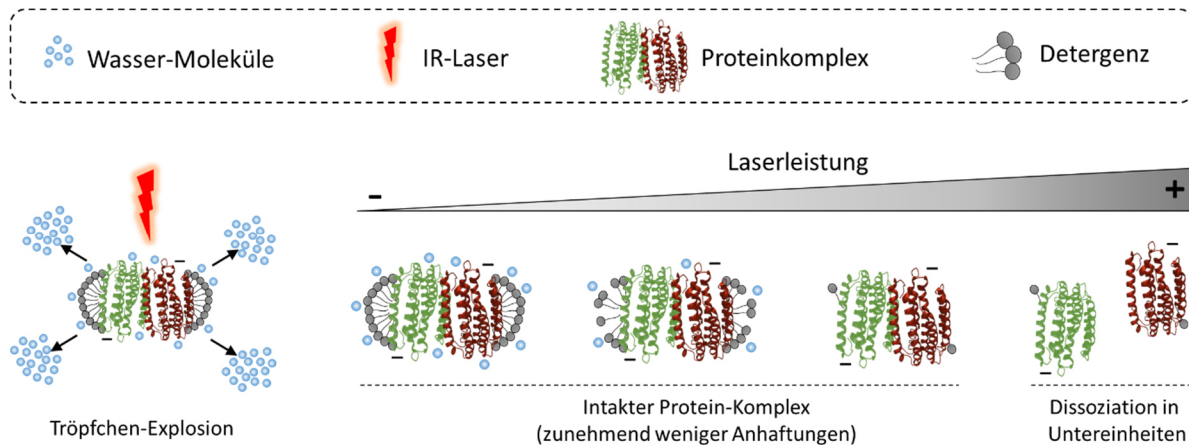 Wasser-Moleküle
IR-Laser
Proteinkomplex
Detergenz
Laserleistung
− +
Tröpfchen-Explosion
Intakter Protein-Komplex
(zunehmend weniger Anhaftungen)
Dissoziation in
Untereinheiten